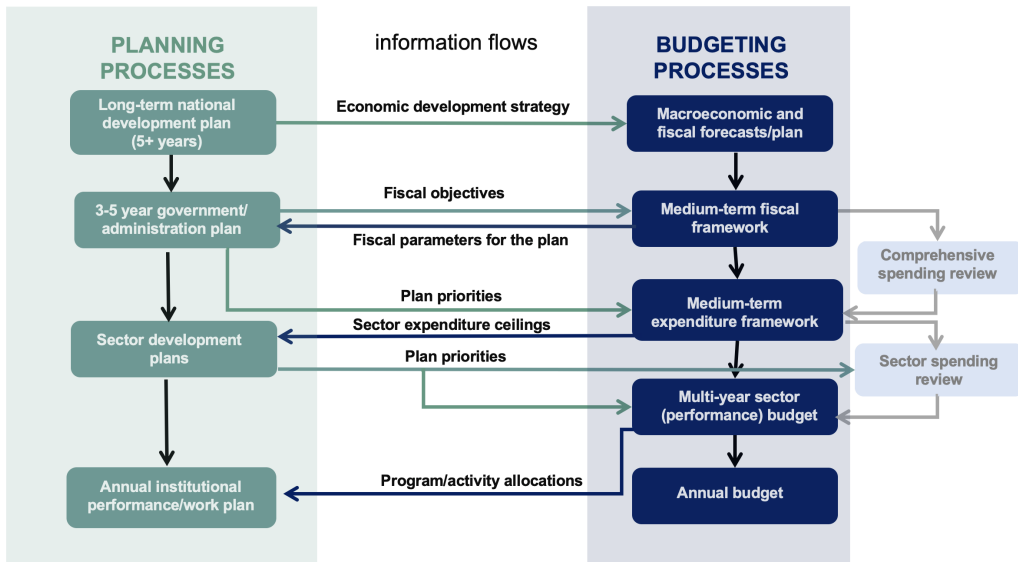 PLANNING
PROCESSES
information flows
BUDGETING
PROCESSES
Long-term national
development plan
(5+ years)
Economic development strategy
Macroeconomic and
fiscal forecasts/plan
3-5 year government/
administration plan
Fiscal objectives
Fiscal parameters for the plan
Medium-term fiscal
framework
Comprehensive
spending review
Plan priorities
Medium-term
expenditure framework
Sector expenditure ceilings
Sector development
plans
Plan priorities
Sector spending
review
Multi-year sector
(performance) budget
Program/activity allocations
Annual institutional
performance/work plan
Annual budget